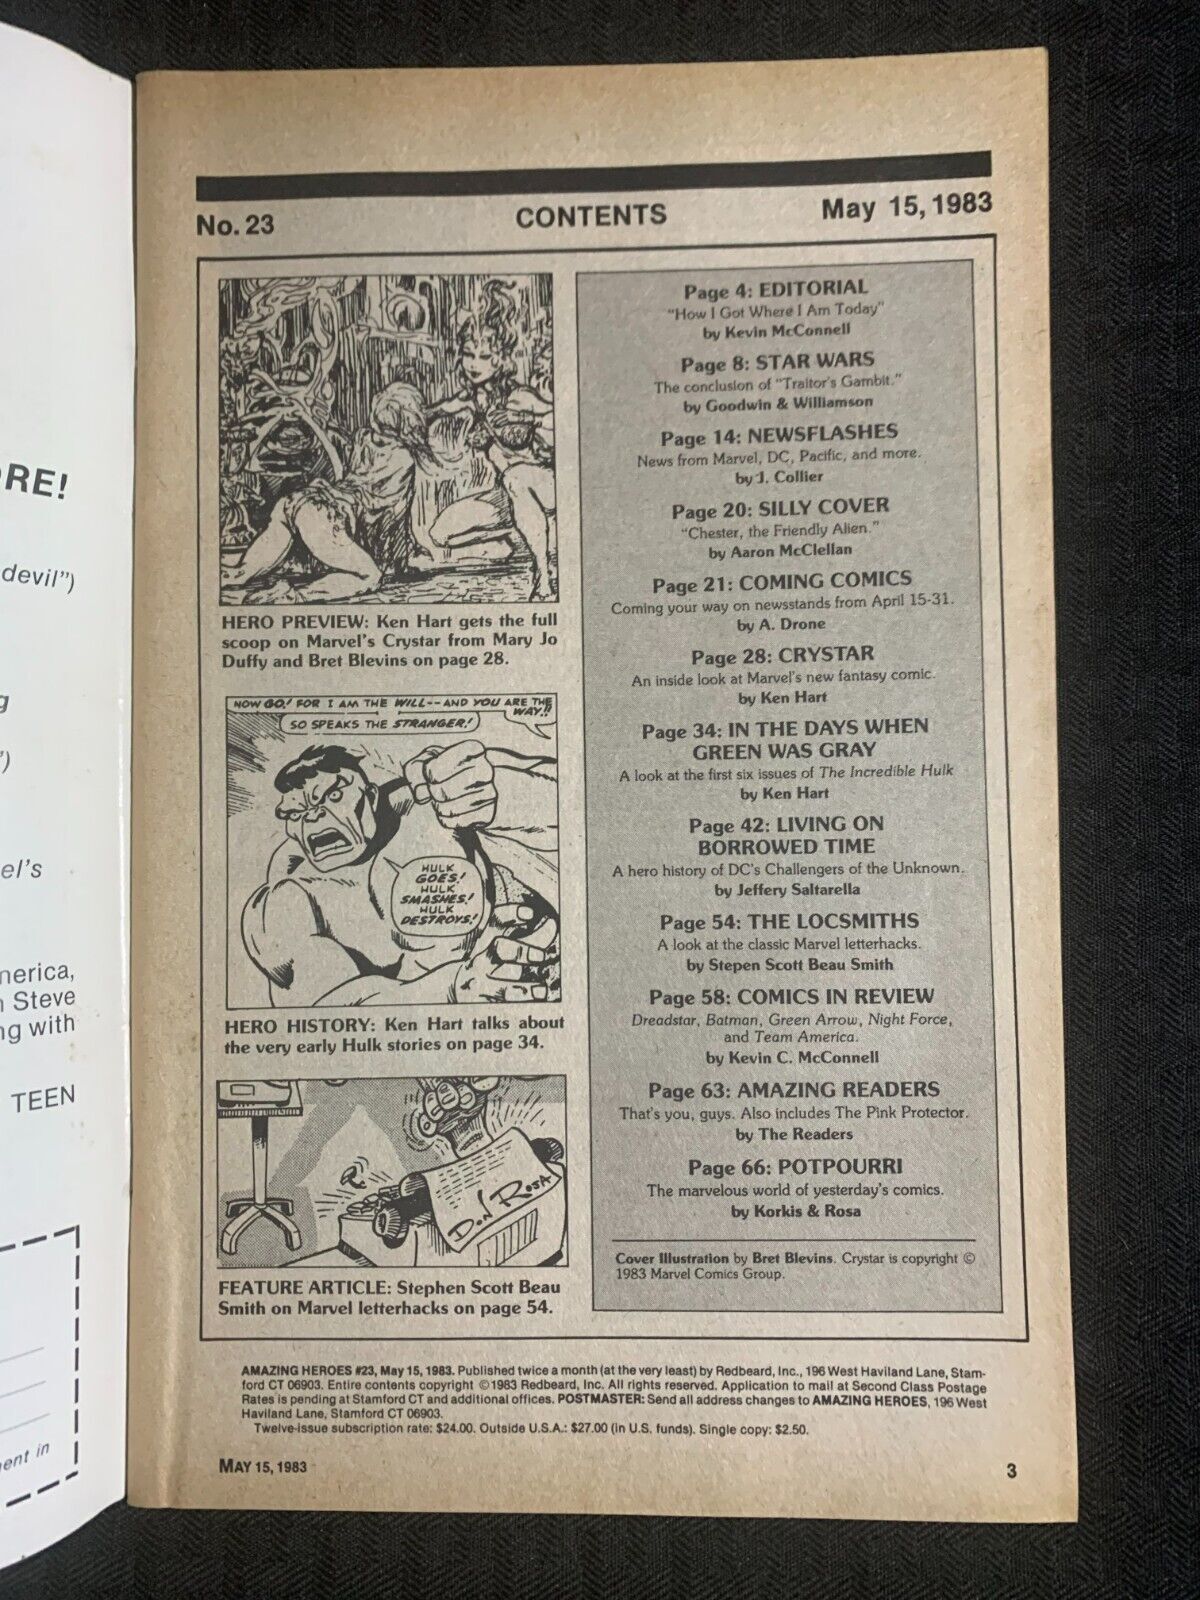 ORE!
devil")
g
")
el's
merica,
n Steve
ng with
TEEN
ment in
No. 23
CONTENTS
May 15, 1983
HERO PREVIEW: Ken Hart gets the full
scoop on Marvel's Crystar from Mary Jo
Duffy and Bret Blevins on page 28.
NOW GO! FOR I AM THE WILL--AND YOU ARE THE
WAY!!
SO SPEAKS THE STRANGER!
HULK
GOES!
HULK
SMASHES!
HULK
DESTROYS!
HERO HISTORY: Ken Hart talks about
the very early Hulk stories on page 34.
DON ROSA
FEATURE ARTICLE: Stephen Scott Beau
Smith on Marvel letterhacks on page 54.
Page 4: EDITORIAL
"How I Got Where I Am Today"
by Kevin McConnell
Page 8: STAR WARS
The conclusion of "Traitor's Gambit."
by Goodwin & Williamson
Page 14: NEWSFLASHES
News from Marvel, DC, Pacific, and more.
by J. Collier
Page 20: SILLY COVER
"Chester, the Friendly Alien."
by Aaron McClellan
Page 21: COMING COMICS
Coming your way on newsstands from April 15-31.
by A. Drone
Page 28: CRYSTAR
An inside look at Marvel's new fantasy comic.
by Ken Hart
Page 34: IN THE DAYS WHEN
GREEN WAS GRAY
A look at the first six issues of The Incredible Hulk
by Ken Hart
Page 42: LIVING ON
BORROWED TIME
A hero history of DC's Challengers of the Unknown.
by Jeffery Saltarella
Page 54: THE LOCSMITHS
A look at the classic Marvel letterhacks.
by Stepen Scott Beau Smith
Page 58: COMICS IN REVIEW
Dreadstar, Batman, Green Arrow, Night Force,
and Team America.
by Kevin C. McConnell
Page 63: AMAZING READERS
That's you, guys. Also includes The Pink Protector.
by The Readers
Page 66: POTPOURRI
The marvelous world of yesterday's comics.
by Korkis & Rosa
Cover Illustration by Bret Blevins. Crystar is copyright ©
1983 Marvel Comics Group.
AMAZING HEROES #23, May 15, 1983. Published twice a month (at the very least) by Redbeard, Inc., 196 West Haviland Lane, Stam-
ford CT 06903. Entire contents copyright ©1983 Redbeard, Inc. All rights reserved. Application to mail at Second Class Postage
Rates is pending at Stamford CT and additional offices. POSTMASTER: Send all address changes to AMAZING HEROES, 196 West
Haviland Lane, Stamford CT 06903.
Twelve-issue subscription rate: $24.00. Outside U.S.A.: $27.00 (in U.S. funds). Single copy: $2.50.
MAY 15, 1983
3